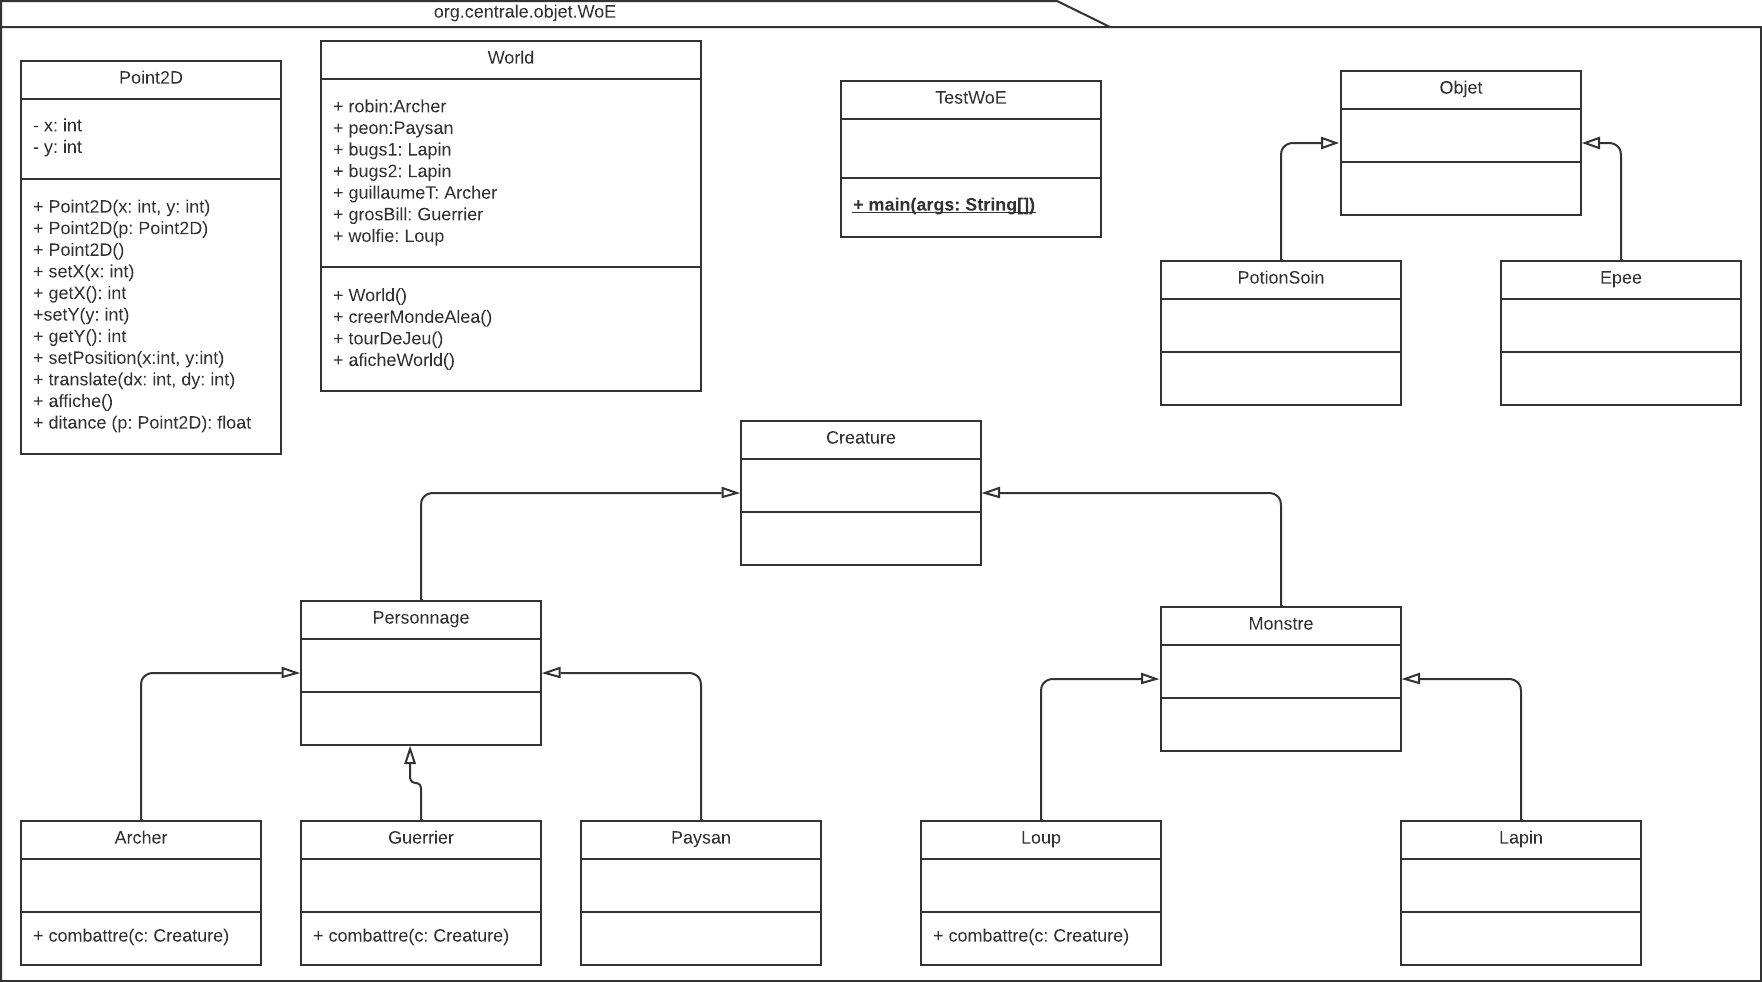 org.centrale.objet.WoE
Point2D
- x: int
- y: int
+ Point2D(x: int, y: int)
+ Point2D(p: Point2D)
+ Point2D()
+ setX(x: int)
+ getX(): int
+setY(y: int)
+ getY(): int
+ setPosition(x:int, y:int)
+ translate(dx: int, dy: int)
+ affiche()
+ ditance (p: Point2D): float
World
+ robin:Archer
+ peon:Paysan
+ bugs1: Lapin
+ bugs2: Lapin
+ guillaumeT: Archer
+ grosBill: Guerrier
+ wolfie: Loup
+ World()
+ creerMondeAlea()
+ tourDeJeu()
+ aficheWorld()
TestWoE
+ main(args: String[])
Objet
PotionSoin
Epee
Creature
Personnage
Monstre
Archer
+ combattre(c: Creature)
Guerrier
+ combattre(c: Creature)
Paysan
Loup
+ combattre(c: Creature)
Lapin